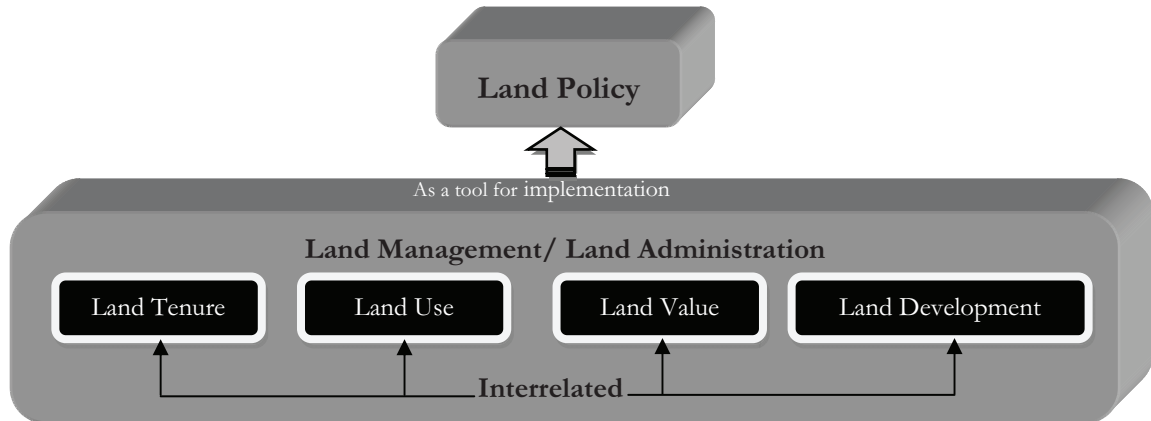 Land Policy
As a tool for implementation
Land Management/ Land Administration
Land Tenure
Land Use
Land Value
Land Development
Interrelated